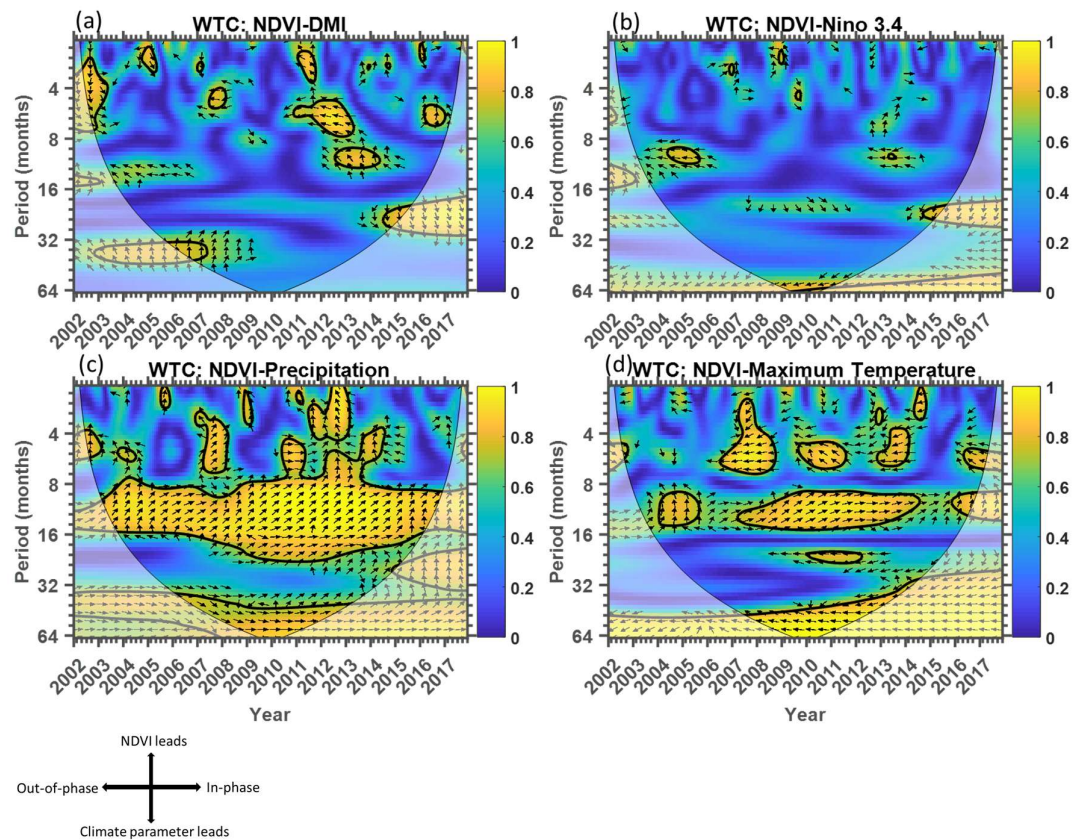 (a)
WTC: NDVI-DMI
Period (months)
4
8
16
32
64
2002 2003 2004 2005 2006 2007 2008 2009 2010 2011 2012 2013 2014 2015 2016 2017
1
0.8
0.6
0.4
0.2
0
(b)
WTC: NDVI-Nino 3.4
Period (months)
4
8
16
32
64
2002 2003 2004 2005 2006 2007 2008 2009 2010 2011 2012 2013 2014 2015 2016 2017
1
0.8
0.6
0.4
0.2
0
(c)
WTC: NDVI-Precipitation
Period (months)
4
8
16
32
64
2002 2003 2004 2005 2006 2007 2008 2009 2010 2011 2012 2013 2014 2015 2016 2017
Year
1
0.8
0.6
0.4
0.2
0
(d)
WTC: NDVI-Maximum Temperature
Period (months)
4
8
16
32
64
2002 2003 2004 2005 2006 2007 2008 2009 2010 2011 2012 2013 2014 2015 2016 2017
Year
1
0.8
0.6
0.4
0.2
0
NDVI leads
Out-of-phase In-phase
Climate parameter leads